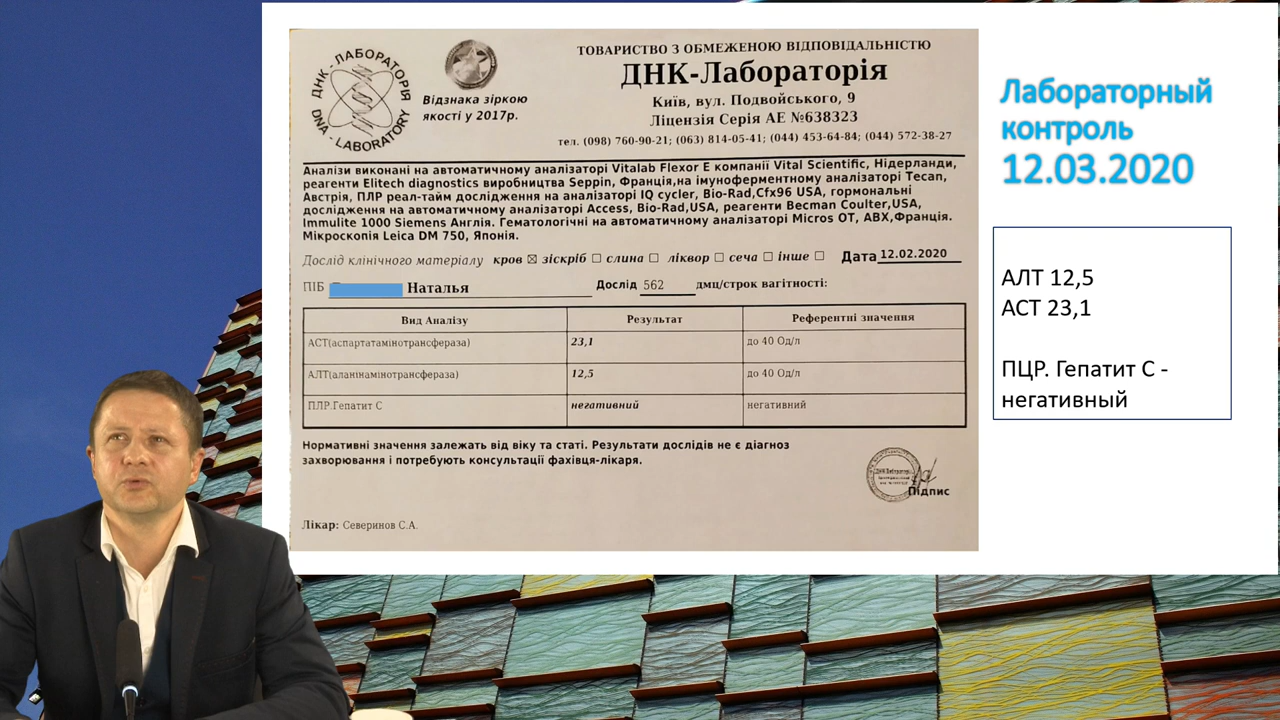 ДНК - ЛАБОРАТОРІЯ
DNA - LABORATORY
Відзнака зіркою
якості у 2017р.
ТОВАРИСТВО З ОБМЕЖЕНОЮ ВІДПОВІДАЛЬНІСТЮ
ДНК-Лабораторія
Київ, вул. Подвойського, 9
Ліцензія Серія АЕ №638323
тел. (098) 760-90-21; (063) 814-05-41; (044) 453-64-84; (044) 572-38-27
Аналізи виконані на автоматичному аналізаторі Vitalab Flexor E компанії Vital Scientific, Нідерланди,
реагенти Elitech diagnostics виробництва Seppin, Франція,на імуноферментному аналізаторі Tecan,
Австрія, ПЛР реал-тайм дослідження на аналізаторі IQ cycler, Bio-Rad,Cfx96 USA, гормональні
дослідження на автоматичному аналізаторі Access, Bio-Rad,USA, реагенти Becman Coulter,USA,
Immulite 1000 Siemens Англія. Гематологічні на автоматичному аналізаторі Micros OT, ABX,Франція.
Мікроскопія Leica DM 750, Японія.
Дослід клінічного матеріалу кров ☒ зіскріб ☐ слина ☐ ліквор ☐ сеча ☐ інше ☐ Дата 12.02.2020
ПІБ Наталья Дослід 562 дмц/строк вагітності:
Вид Аналізу Результат Референтні значення
АСТ(аспартатамінотрансфераза) 23,1 до 40 Од/л
АЛТ(аланінамінотрансфераза) 12,5 до 40 Од/л
ПЛР.Гепатит С негативний негативний
Нормативні значення залежать від віку та статі. Результати дослідів не є діагноз
захворювання і потребують консультації фахівця-лікаря.
Підпис
Лікар: Северинов С.А.
Лабораторный
контроль
12.03.2020
АЛТ 12,5
АСТ 23,1
ПЦР. Гепатит С -
негативный